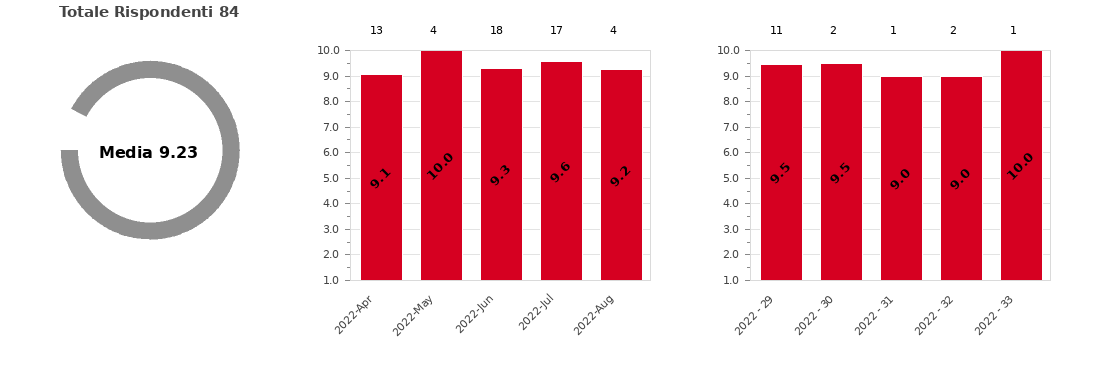 Totale Rispondenti 84
Media 9.23
13 4 18 17 4
10.0
9.0
8.0
7.0
6.0
5.0
4.0
3.0
2.0
1.0
9.1 10.0 9.3 9.6 9.2
2022-Apr 2022-May 2022-Jun 2022-Jul 2022-Aug
11 2 1 2 1
10.0
9.0
8.0
7.0
6.0
5.0
4.0
3.0
2.0
1.0
9.5 9.5 9.0 9.0 10.0
2022 - 29 2022 - 30 2022 - 31 2022 - 32 2022 - 33